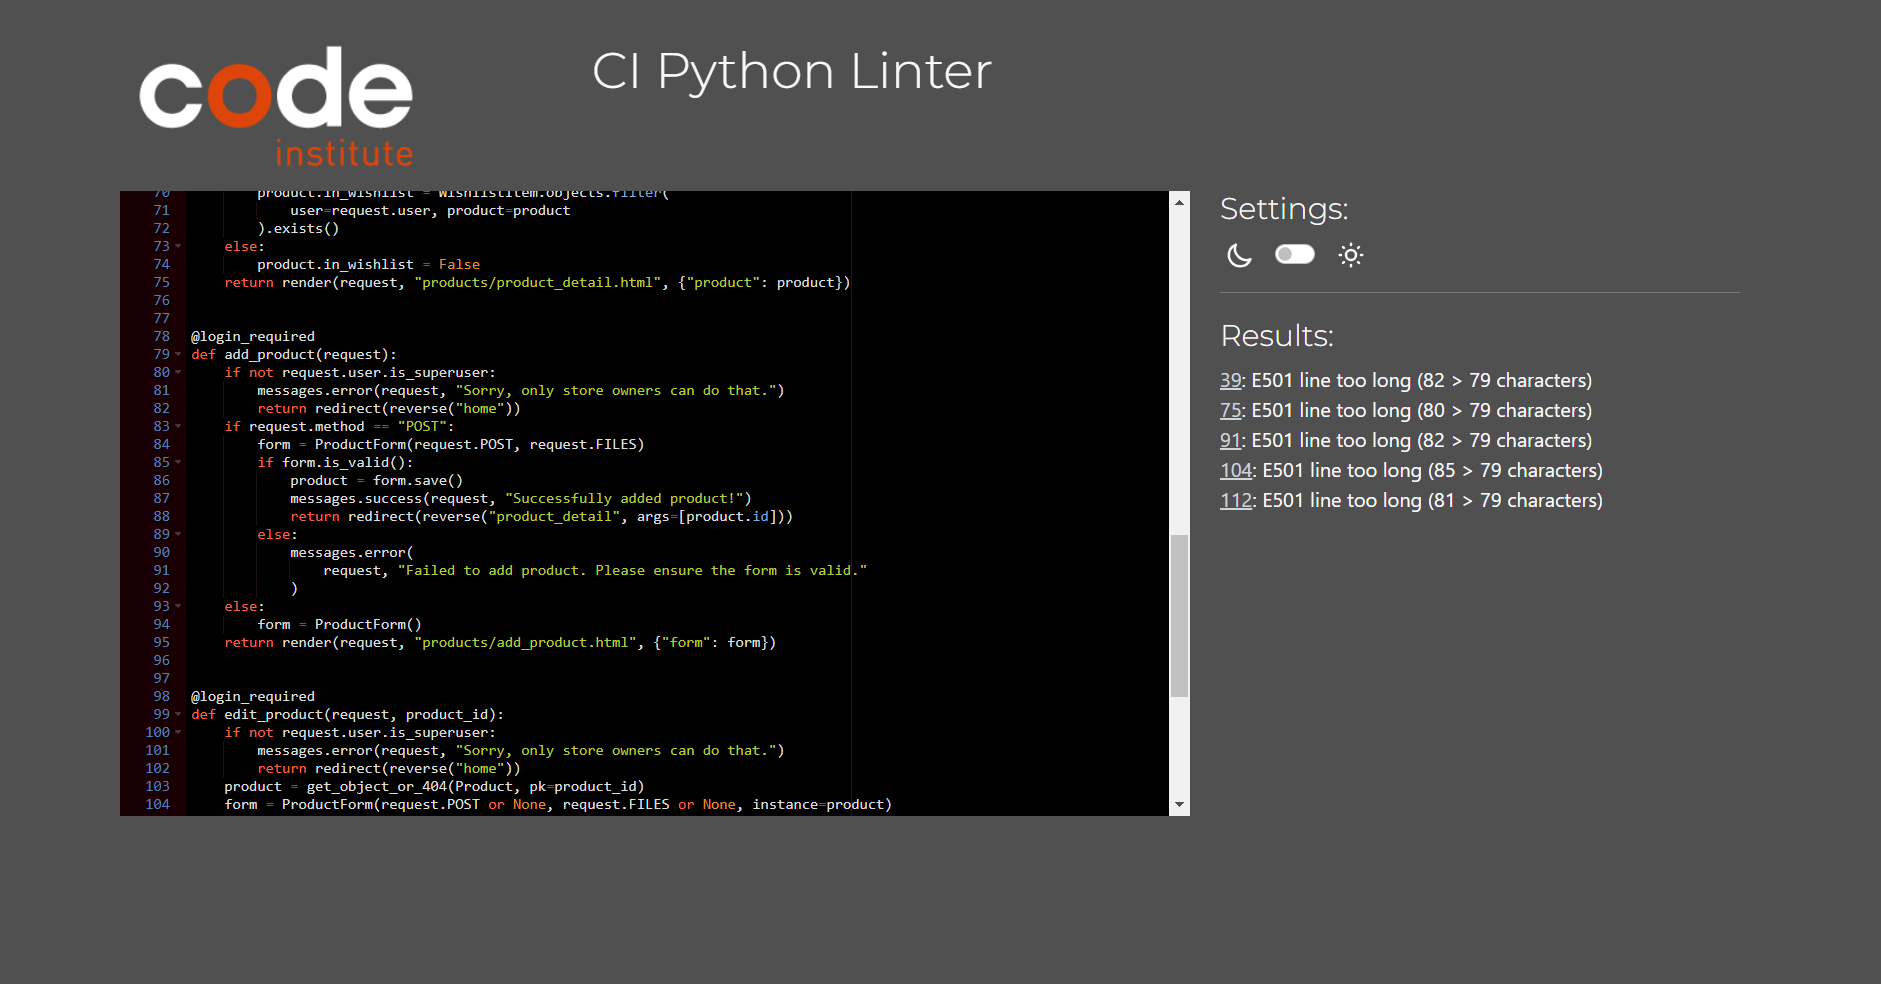 code
institute
CI Python Linter
70 product.in_wishlist = WishlistItem.objects.filter(
71 user=request.user, product=product
72 ).exists()
73 else:
74 product.in_wishlist = False
75 return render(request, "products/product_detail.html", {"product": product})
76
77
78 @login_required
79 def add_product(request):
80 if not request.user.is_superuser:
81 messages.error(request, "Sorry, only store owners can do that.")
82 return redirect(reverse("home"))
83 if request.method == "POST":
84 form = ProductForm(request.POST, request.FILES)
85 if form.is_valid():
86 product = form.save()
87 messages.success(request, "Successfully added product!")
88 return redirect(reverse("product_detail", args=[product.id]))
89 else:
90 messages.error(
91 request, "Failed to add product. Please ensure the form is valid."
92 )
93 else:
94 form = ProductForm()
95 return render(request, "products/add_product.html", {"form": form})
96
97
98 @login_required
99 def edit_product(request, product_id):
100 if not request.user.is_superuser:
101 messages.error(request, "Sorry, only store owners can do that.")
102 return redirect(reverse("home"))
103 product = get_object_or_404(Product, pk=product_id)
104 form = ProductForm(request.POST or None, request.FILES or None, instance=product)
Settings:
Results:
39: E501 line too long (82 > 79 characters)
75: E501 line too long (80 > 79 characters)
91: E501 line too long (82 > 79 characters)
104: E501 line too long (85 > 79 characters)
112: E501 line too long (81 > 79 characters)